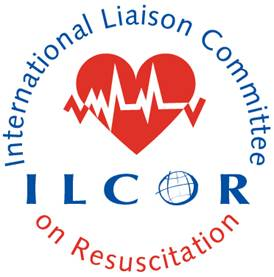 International Liaison Committee
ILCOR
on Resuscitation